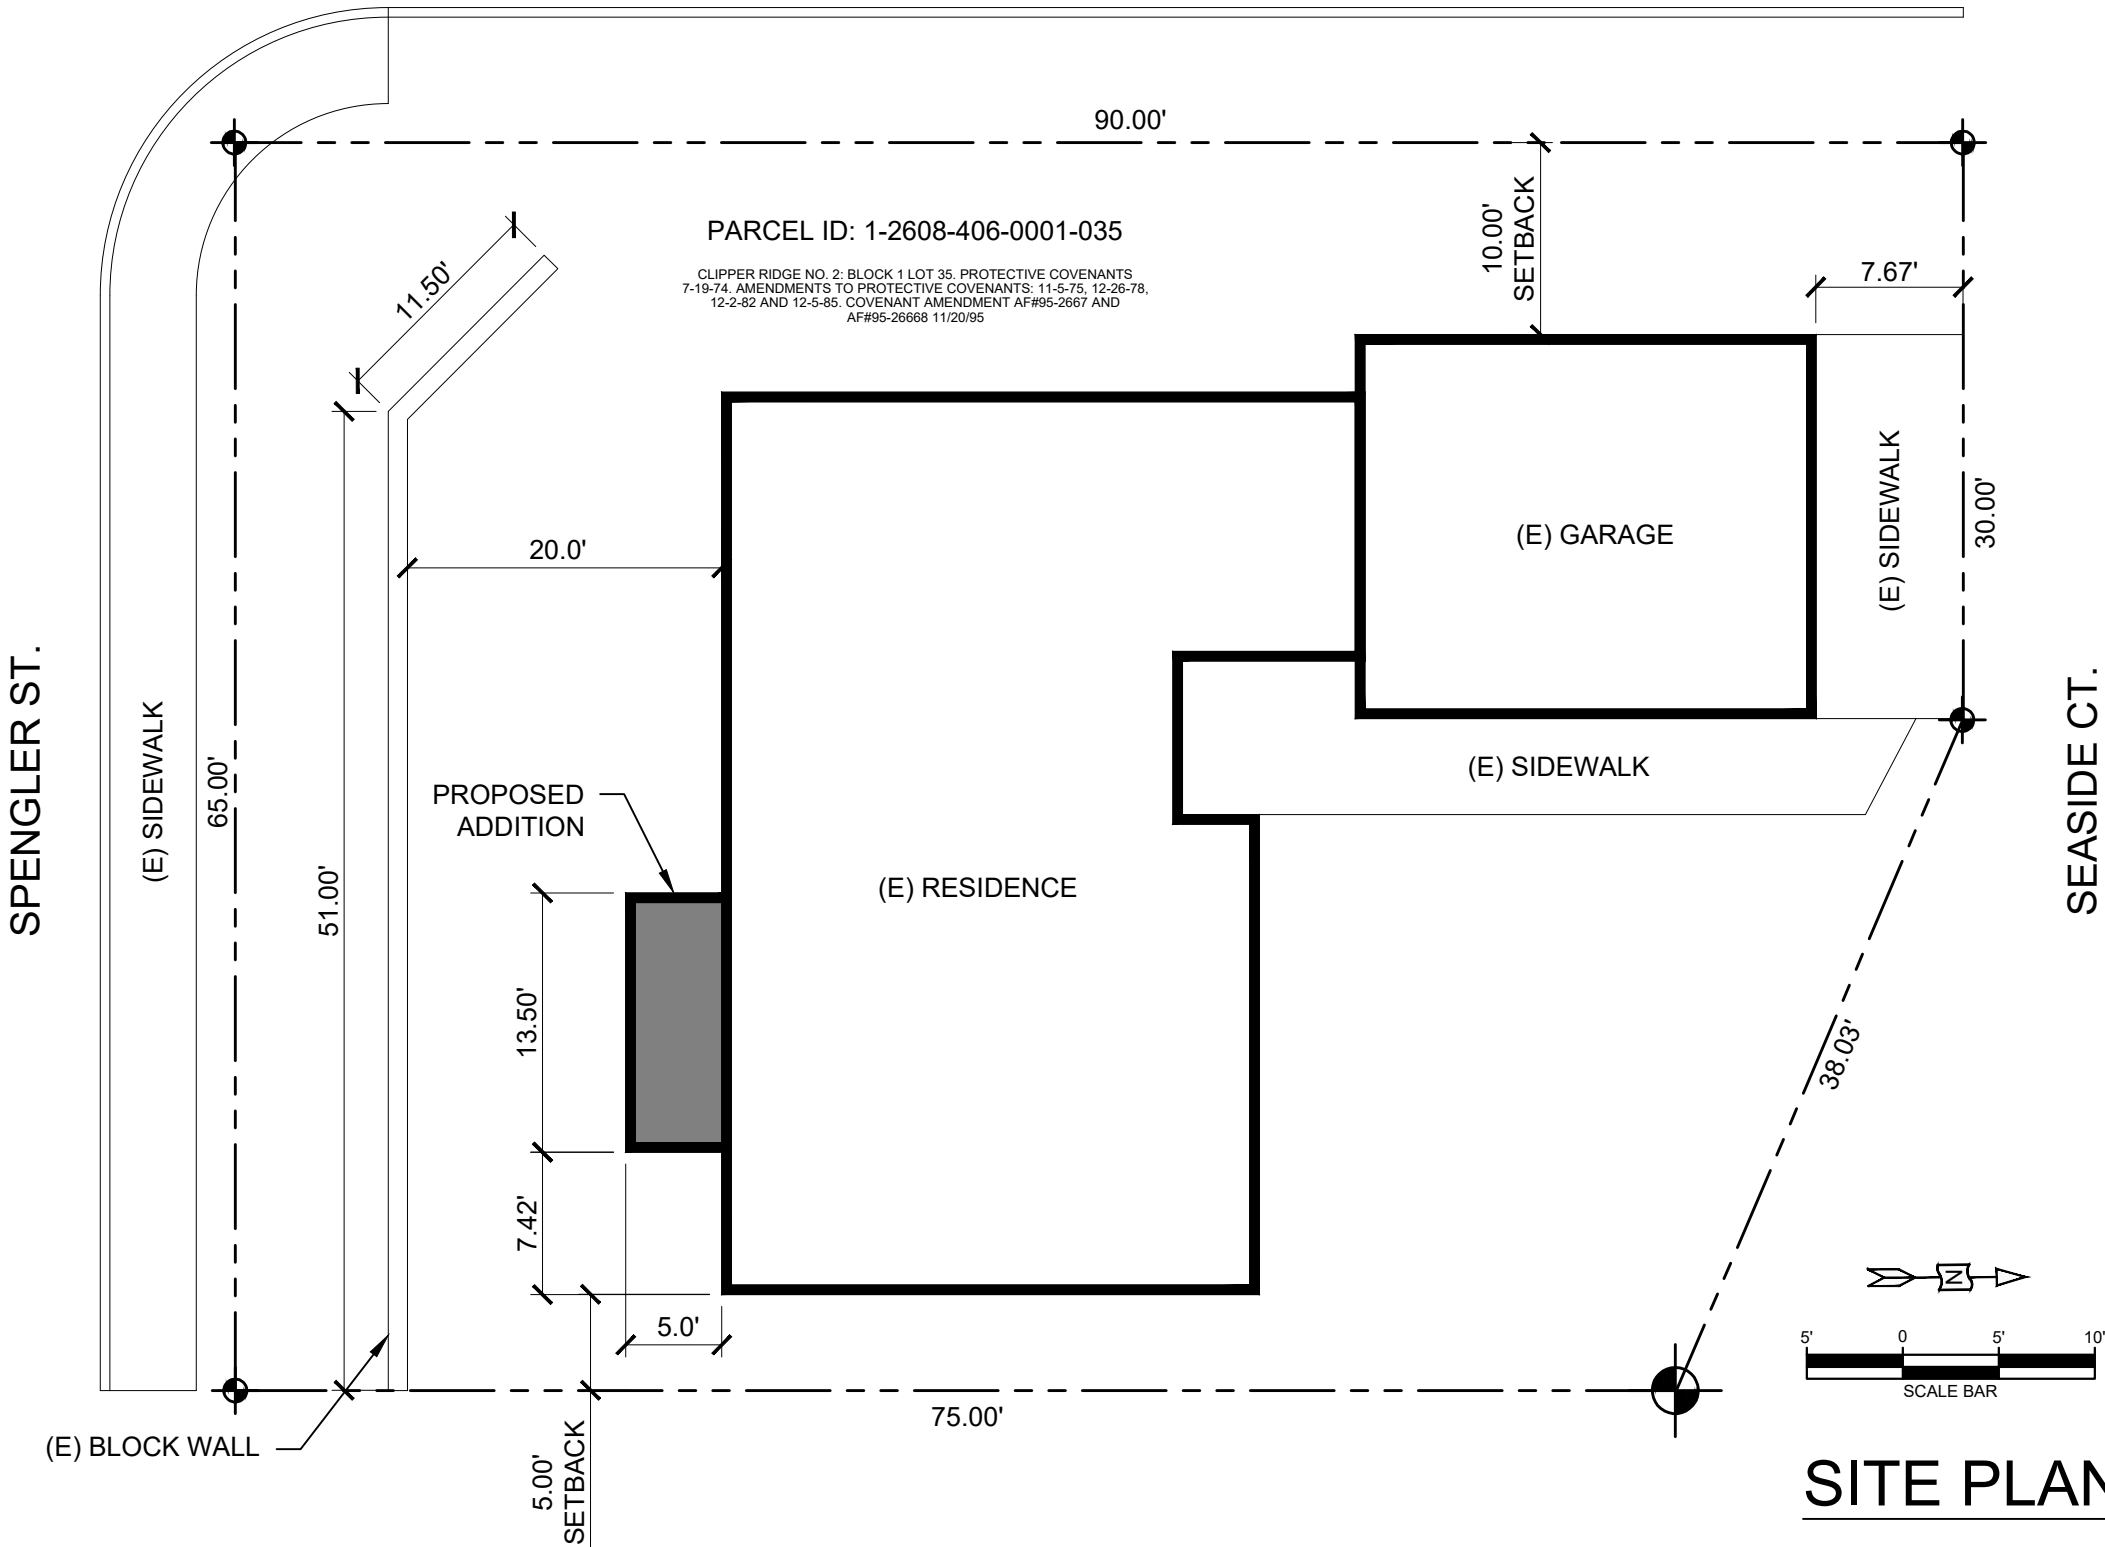 90.00'
PARCEL ID: 1-2608-406-0001-035
CLIPPER RIDGE NO. 2: BLOCK 1 LOT 35. PROTECTIVE COVENANTS
7-19-74. AMENDMENTS TO PROTECTIVE COVENANTS: 11-5-75, 12-26-78,
12-2-82 AND 12-5-85. COVENANT AMENDMENT AF#95-2667 AND
AF#95-26668 11/20/95
10.00'
SETBACK
7.67'
11.50'
20.0'
(E) GARAGE
(E) SIDEWALK
30.00'
SPENGLER ST.
(E) SIDEWALK
65.00'
51.00'
PROPOSED
ADDITION
(E) SIDEWALK
SEASIDE CT.
(E) RESIDENCE
13.50'
7.42'
5.0'
38.03'
N
5' 0 5' 10'
SCALE BAR
75.00'
(E) BLOCK WALL
5.00'
SETBACK
SITE PLAN